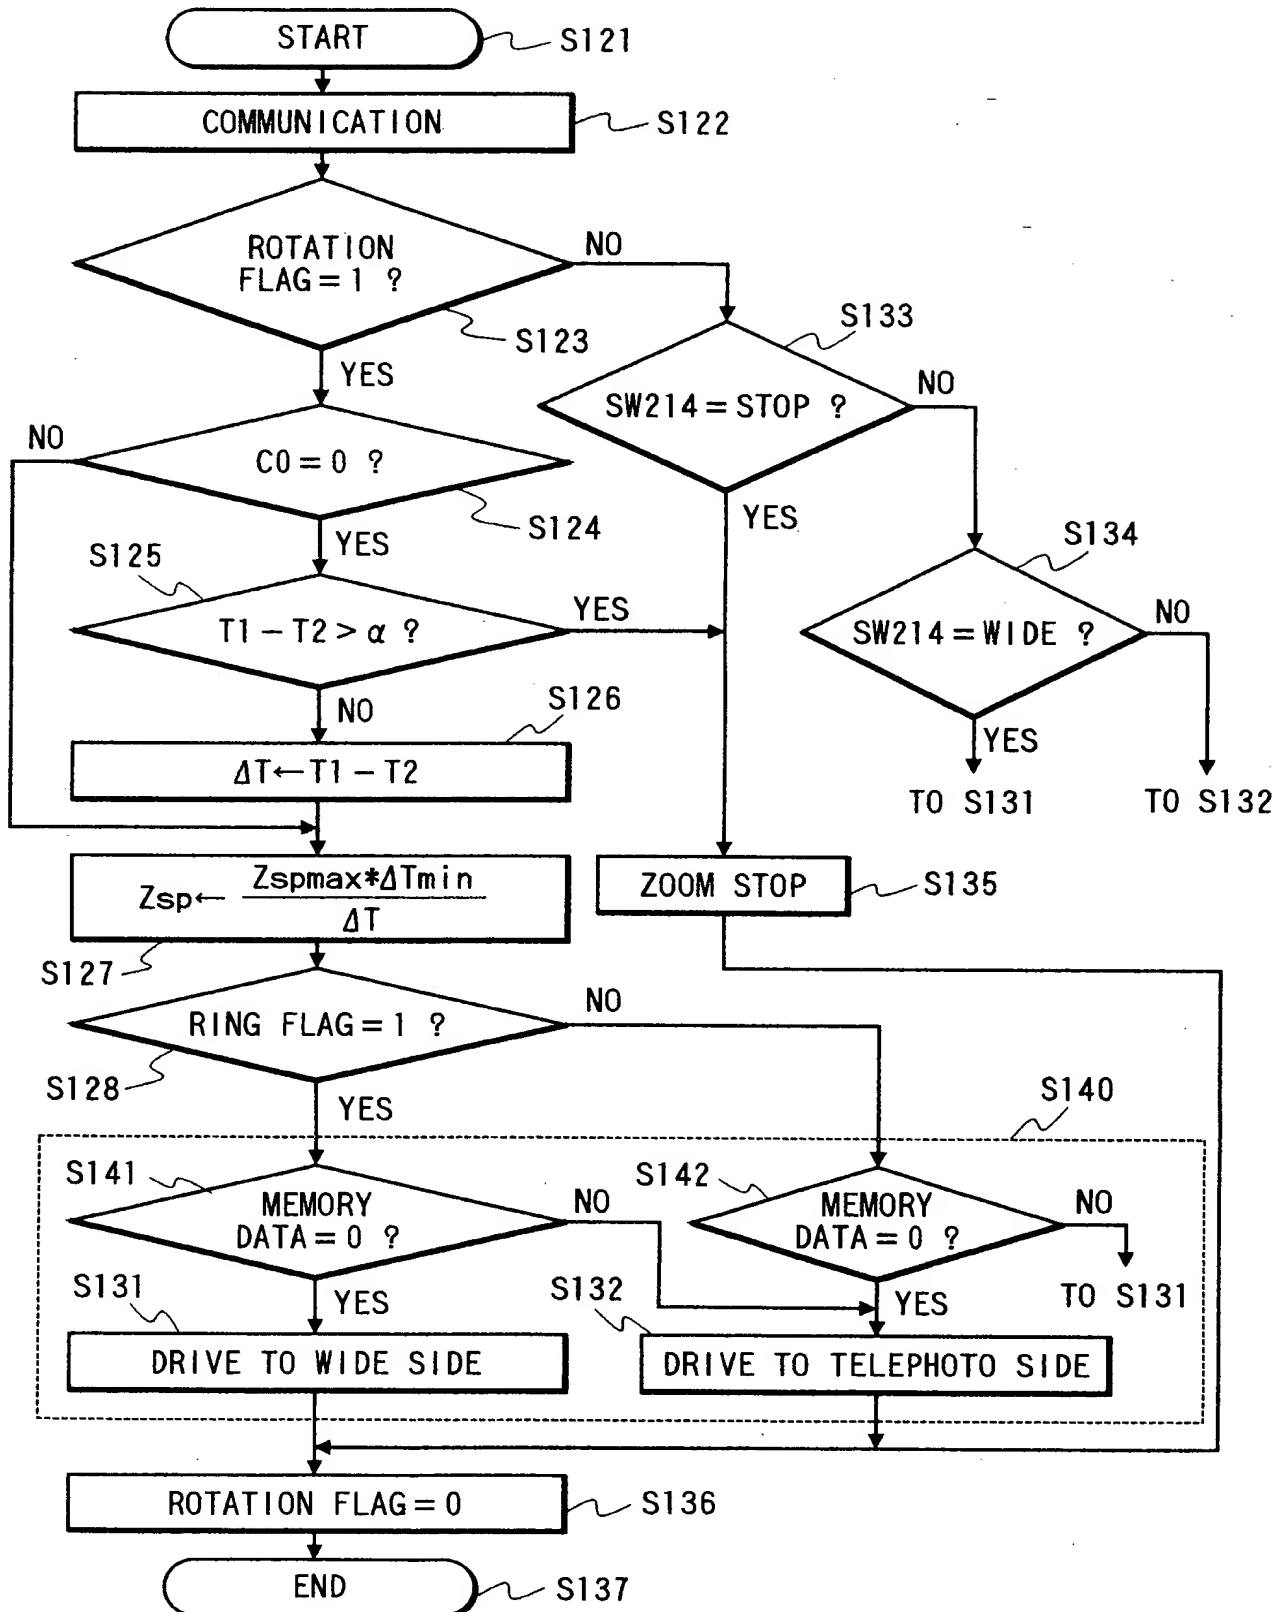 START
S121
COMMUNICATION
S122
ROTATION
FLAG=1 ?
NO
S123
YES
S133
SW214=STOP ?
NO
YES
NO
C0=0 ?
S124
YES
S134
SW214=WIDE ?
NO
YES
TO S131
TO S132
S125
T1-T2>α ?
YES
NO
S126
ΔT←T1-T2
Zsp← Zspmax*ΔTmin
ΔT
S127
ZOOM STOP
S135
RING FLAG=1 ?
NO
S128
YES
S140
S141
MEMORY
DATA=0 ?
NO
YES
S142
MEMORY
DATA=0 ?
NO
TO S131
YES
S131
DRIVE TO WIDE SIDE
S132
DRIVE TO TELEPHOTO SIDE
ROTATION FLAG=0
S136
END
S137